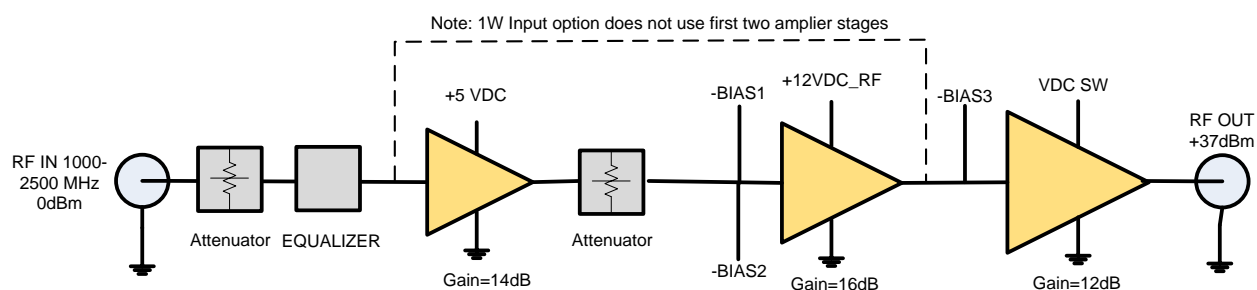 Note: 1W Input option does not use first two amplier stages
+5 VDC
-BIAS1
+12VDC_RF
-BIAS3
VDC SW
RF OUT
+37dBm
RF IN 1000-
2500 MHz
0dBm
Attenuator
EQUALIZER
Attenuator
-BIAS2
Gain=14dB
Gain=16dB
Gain=12dB